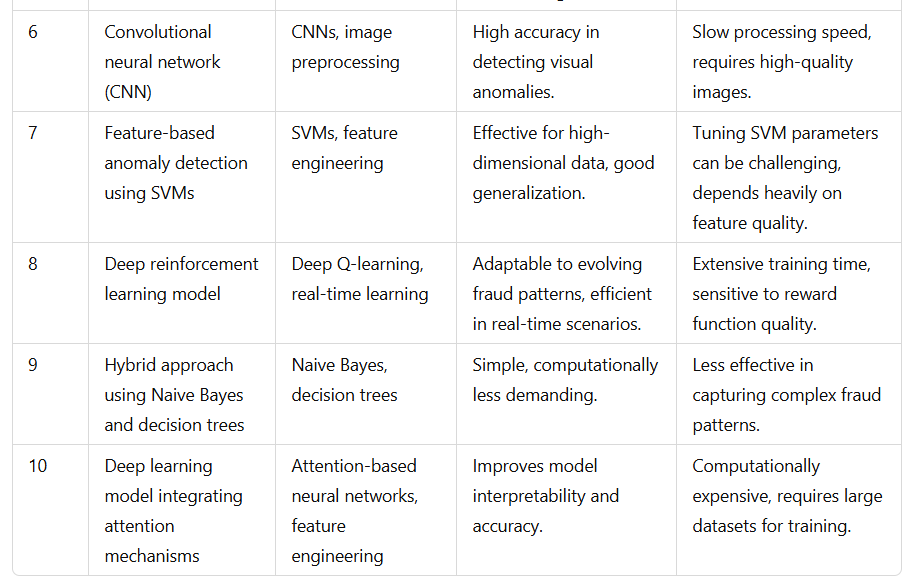 6
Convolutional
neural network
(CNN)
CNNs, image
preprocessing
High accuracy in
detecting visual
anomalies.
Slow processing speed,
requires high-quality
images.
7
Feature-based
anomaly detection
using SVMs
SVMs, feature
engineering
Effective for high-
dimensional data, good
generalization.
Tuning SVM parameters
can be challenging,
depends heavily on
feature quality.
8
Deep reinforcement
learning model
Deep Q-learning,
real-time learning
Adaptable to evolving
fraud patterns, efficient
in real-time scenarios.
Extensive training time,
sensitive to reward
function quality.
9
Hybrid approach
using Naive Bayes
and decision trees
Naive Bayes,
decision trees
Simple, computationally
less demanding.
Less effective in
capturing complex fraud
patterns.
10
Deep learning
model integrating
attention
mechanisms
Attention-based
neural networks,
feature
engineering
Improves model
interpretability and
accuracy.
Computationally
expensive, requires large
datasets for training.